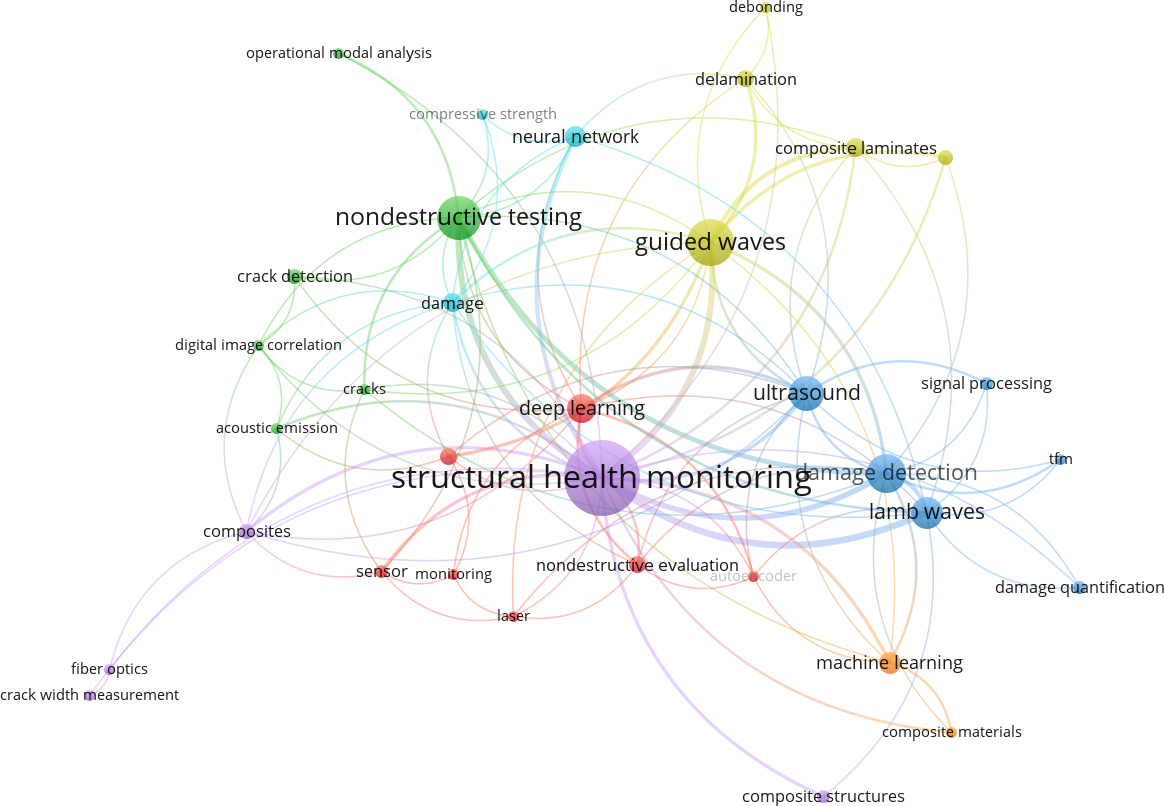 debonding
operational modal analysis
delamination
compressive strength
neural network
composite laminates
nondestructive testing
guided waves
crack detection
damage
digital image correlation
cracks
signal processing
ultrasound
deep learning
acoustic emission
tfm
structural health monitoring
damage detection
lamb waves
composites
nondestructive evaluation
sensor
monitoring
autoencoder
damage quantification
laser
machine learning
fiber optics
crack width measurement
composite materials
composite structures